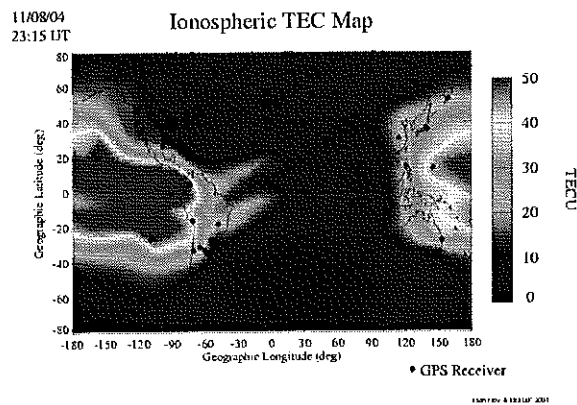 11/08/04
23:15 UT
Ionospheric TEC Map
80
60
40
20
0
-20
-40
-60
-80
Geographic Latitude (deg)
-180 -150 -120 -90 -60 -30 0 30 60 90 120 150 180
Geographic Longitude (deg)
50
40
30
20
10
0
TECU
GPS Receiver